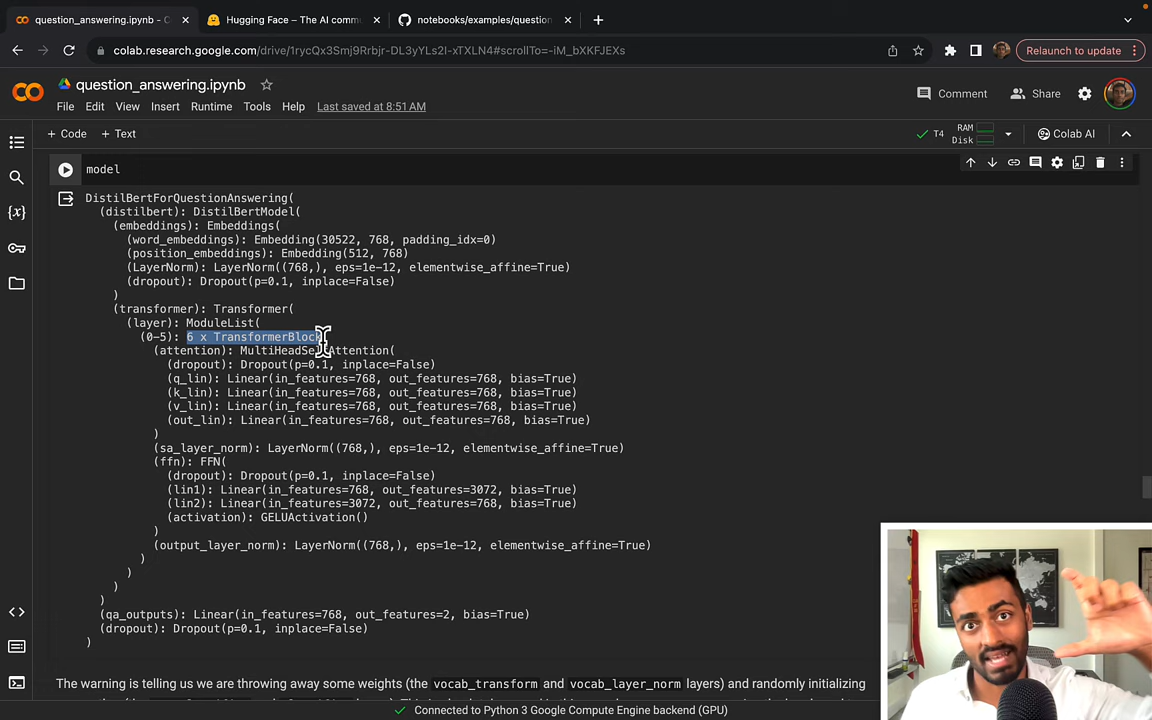 question_answering.ipynb - C
Hugging Face – The AI commu
notebooks/examples/question
colab.research.google.com/drive/1rycQx3Smj9Rrbjr-DL3yYLs2I-xTXLN4#scrollTo=-iM_bXKFJEXs
Relaunch to update
CO
question_answering.ipynb
File Edit View Insert Runtime Tools Help Last saved at 8:51 AM
Comment
Share
+ Code + Text
T4
RAM
Disk
Colab AI
model
DistilBertForQuestionAnswering(
(distilbert): DistilBertModel(
(embeddings): Embeddings(
(word_embeddings): Embedding(30522, 768, padding_idx=0)
(position_embeddings): Embedding(512, 768)
(LayerNorm): LayerNorm((768,), eps=1e-12, elementwise_affine=True)
(dropout): Dropout(p=0.1, inplace=False)
)
(transformer): Transformer(
(layer): ModuleList(
(0-5): 6 x TransformerBlock
(attention): MultiHeadSelfAttention(
(dropout): Dropout(p=0.1, inplace=False)
(q_lin): Linear(in_features=768, out_features=768, bias=True)
(k_lin): Linear(in_features=768, out_features=768, bias=True)
(v_lin): Linear(in_features=768, out_features=768, bias=True)
(out_lin): Linear(in_features=768, out_features=768, bias=True)
)
(sa_layer_norm): LayerNorm((768,), eps=1e-12, elementwise_affine=True)
(ffn): FFN(
(dropout): Dropout(p=0.1, inplace=False)
(lin1): Linear(in_features=768, out_features=3072, bias=True)
(lin2): Linear(in_features=3072, out_features=768, bias=True)
(activation): GELUActivation()
)
(output_layer_norm): LayerNorm((768,), eps=1e-12, elementwise_affine=True)
)
)
)
)
(qa_outputs): Linear(in_features=768, out_features=2, bias=True)
(dropout): Dropout(p=0.1, inplace=False)
)
The warning is telling us we are throwing away some weights (the vocab_transform and vocab_layer_norm layers) and randomly initializing
Connected to Python 3 Google Compute Engine backend (GPU)